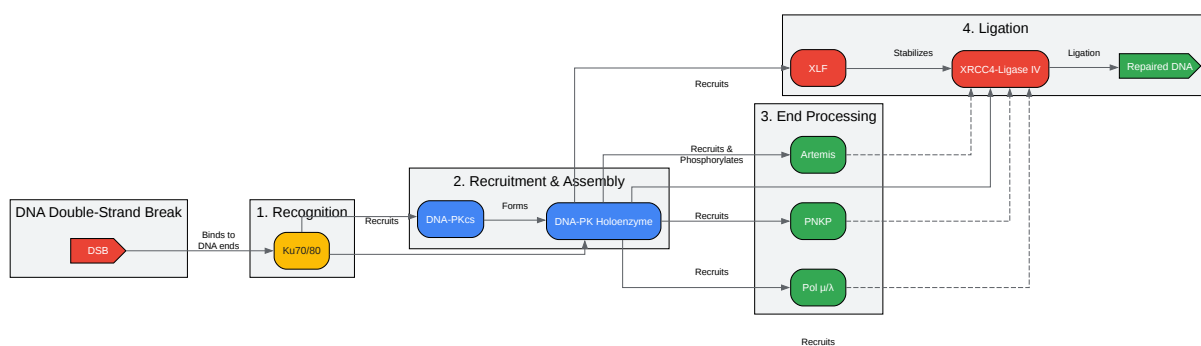 4. Ligation
XLF
Stabilizes
XRCC4-Ligase IV
Ligation
Repaired DNA
Recruits
3. End Processing
Recruits &
Phosphorylates
Artemis
2. Recruitment & Assembly
DNA Double-Strand Break
1. Recognition
Recruits
DNA-PKcs
Forms
DNA-PK Holoenzyme
Recruits
PNKP
DSB
Binds to
DNA ends
Ku70/80
Recruits
Pol μ/λ
Recruits